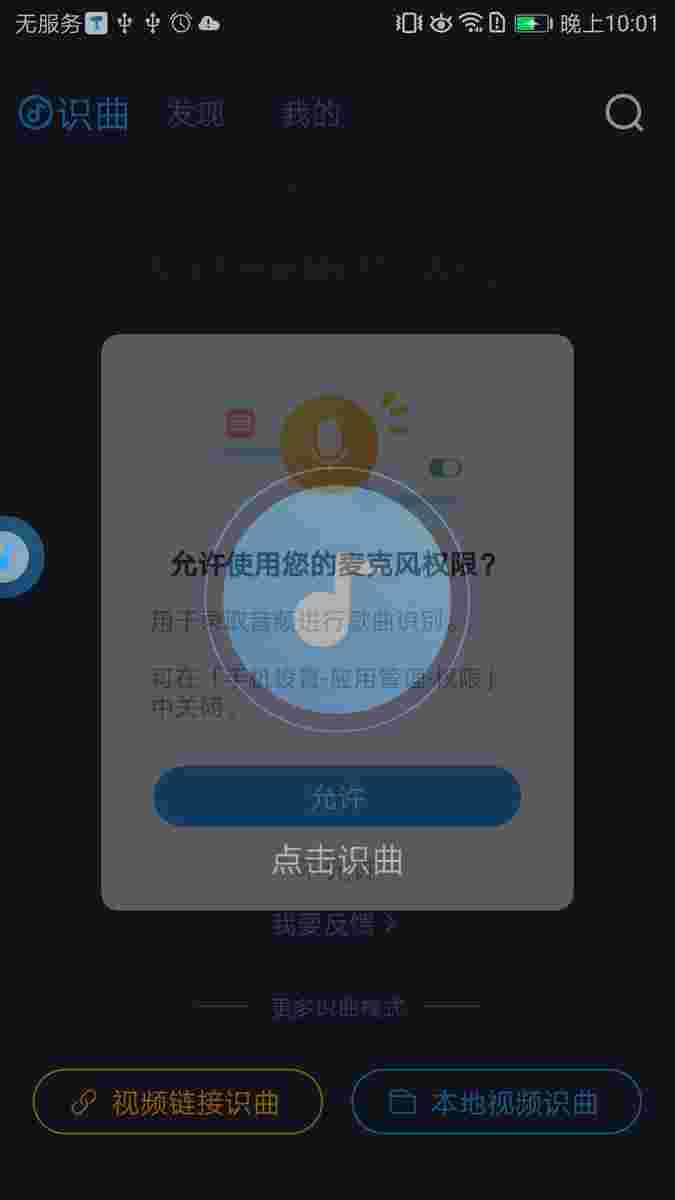 无服务 晚上10:01
识曲 发现 我的
允许使用您的麦克风权限？
用于录取音频进行歌曲识别。
可在「手机设置-应用管理-权限」
中关闭。
允许
点击识曲
我要反馈 >
更多识曲模式
视频链接识曲 本地视频识曲